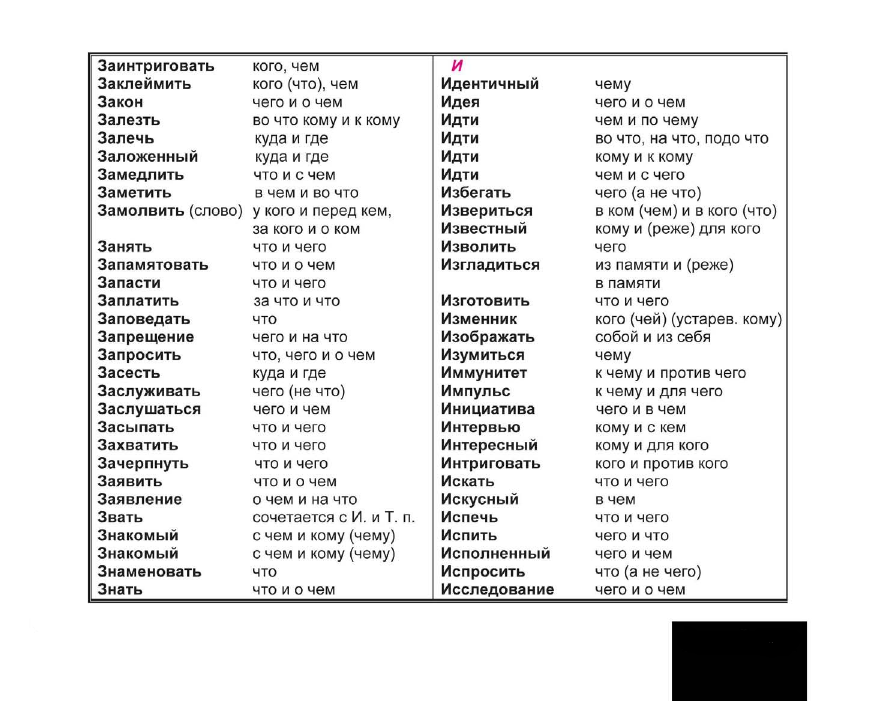 Заинтриговать кого, чем
Заклеймить кого (что), чем
Закон чего и о чем
Залезть во что кому и к кому
Залечь куда и где
Заложенный куда и где
Замедлить что и с чем
Заметить в чем и во что
Замолвить (слово) у кого и перед кем,
за кого и о ком
Занять что и чего
Запамятовать что и о чем
Запасти что и чего
Заплатить за что и что
Заповедать что
Запрещение чего и на что
Запросить что, чего и о чем
Засесть куда и где
Заслуживать чего (не что)
Заслушаться чего и чем
Засыпать что и чего
Захватить что и чего
Зачерпнуть что и чего
Заявить что и о чем
Заявление о чем и на что
Звать сочетается с И. и Т. п.
Знакомый с чем и кому (чему)
Знакомый с чем и кому (чему)
Знаменовать что
Знать что и о чем
И
Идентичный чему
Идея чего и о чем
Идти чем и по чему
Идти во что, на что, подо что
Идти кому и к кому
Идти чем и с чего
Избегать чего (а не что)
Извериться в ком (чем) и в кого (что)
Известный кому и (реже) для кого
Изволить чего
Изгладиться из памяти и (реже)
в памяти
Изготовить что и чего
Изменник кого (чей) (устарев. кому)
Изображать собой и из себя
Изумиться чему
Иммунитет к чему и против чего
Импульс к чему и для чего
Инициатива чего и в чем
Интервью кому и с кем
Интересный кому и для кого
Интриговать кого и против кого
Искать что и чего
Искусный в чем
Испечь что и чего
Испить чего и что
Исполненный чего и чем
Испросить что (а не чего)
Исследование чего и о чем